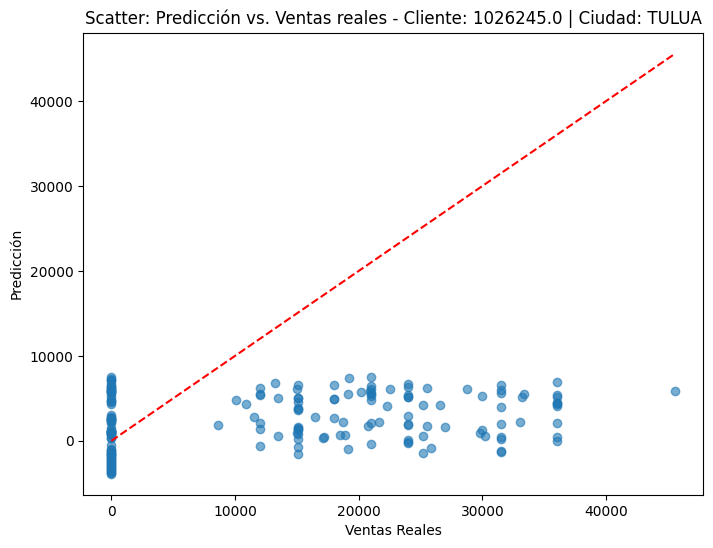 Scatter: Predicción vs. Ventas reales - Cliente: 1026245.0 | Ciudad: TULUA
Predicción
40000
30000
20000
10000
0
0 10000 20000 30000 40000
Ventas Reales